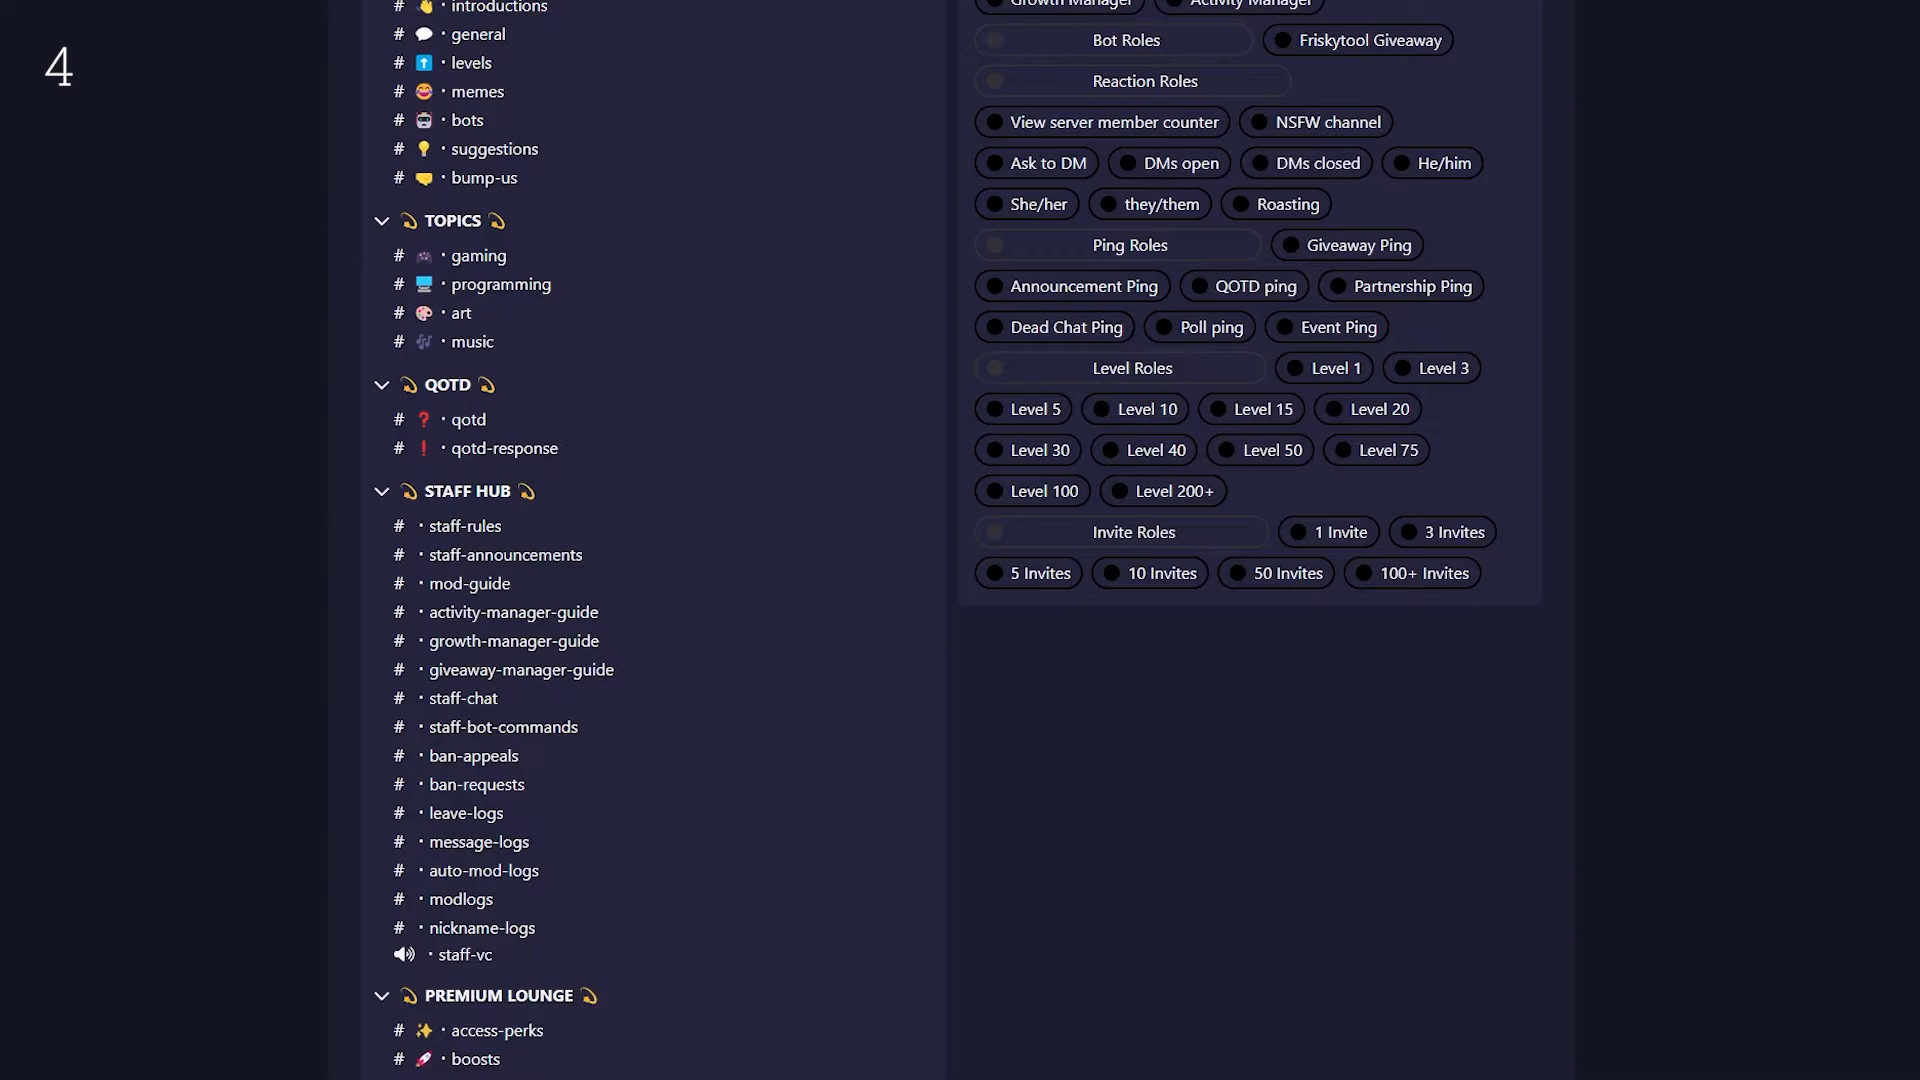 4
# 👋・introductions
# 💬・general
# ⬆️・levels
# 😂・memes
# 🤖・bots
# 💡・suggestions
# 🤜・bump-us
💫 TOPICS 💫
# 🎮・gaming
# 🖥️・programming
# 🎨・art
# 🎶・music
💫 QOTD 💫
# ❓・qotd
# ❗・qotd-response
💫 STAFF HUB 💫
# ・staff-rules
# ・staff-announcements
# ・mod-guide
# ・activity-manager-guide
# ・growth-manager-guide
# ・giveaway-manager-guide
# ・staff-chat
# ・staff-bot-commands
# ・ban-appeals
# ・ban-requests
# ・leave-logs
# ・message-logs
# ・auto-mod-logs
# ・modlogs
# ・nickname-logs
・staff-vc
💫 PREMIUM LOUNGE 💫
# ✨・access-perks
# 🚀・boosts
Growth Manager Activity Manager
Bot Roles Friskytool Giveaway
Reaction Roles
View server member counter NSFW channel
Ask to DM DMs open DMs closed He/him
She/her they/them Roasting
Ping Roles Giveaway Ping
Announcement Ping QOTD ping Partnership Ping
Dead Chat Ping Poll ping Event Ping
Level Roles Level 1 Level 3
Level 5 Level 10 Level 15 Level 20
Level 30 Level 40 Level 50 Level 75
Level 100 Level 200+
Invite Roles 1 Invite 3 Invites
5 Invites 10 Invites 50 Invites 100+ Invites